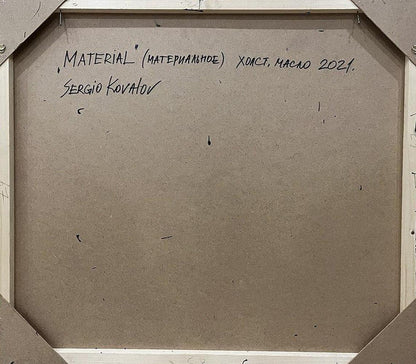 „MATERIAL" (МАТЕРИАЛЬНОЕ) ХОЛСТ, МАСЛО 2021.
SERGIO KOVALOV